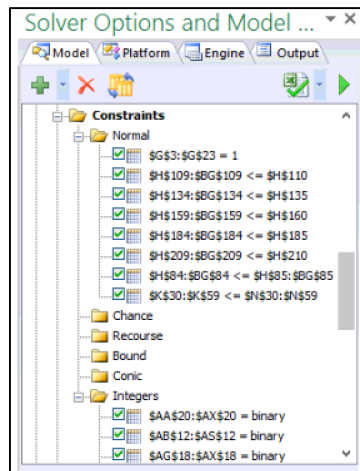 Solver Options and Model ...
Model Platform Engine Output
Constraints
Normal
$G$3:$G$23 = 1
$H$109:$BG$109 <= $H$110
$H$134:$BG$134 <= $H$135
$H$159:$BG$159 <= $H$160
$H$184:$BG$184 <= $H$185
$H$209:$BG$209 <= $H$210
$H$84:$BG$84 <= $H$85:$BG$85
$K$30:$K$59 <= $N$30:$N$59
Chance
Recourse
Bound
Conic
Integers
$AA$20:$AX$20 = binary
$AB$12:$AS$12 = binary
$AG$18:$AX$18 = binary